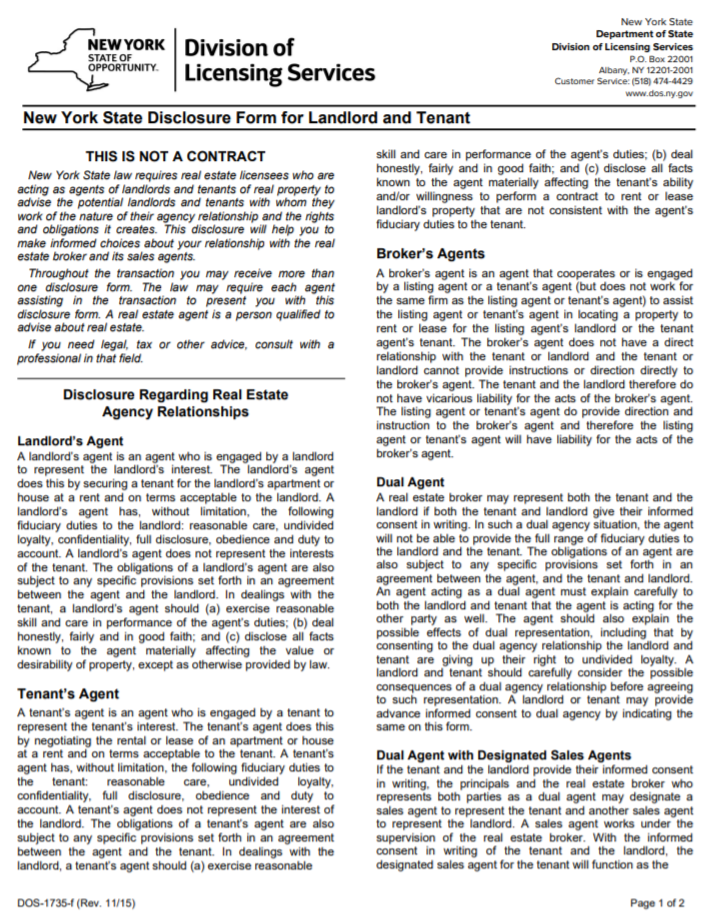 NEW YORK
STATE OF
OPPORTUNITY.
Division of
Licensing Services
New York State
Department of State
Division of Licensing Services
P.O. Box 22001
Albany, NY 12201-2001
Customer Service: (518) 474-4429
www.dos.ny.gov
New York State Disclosure Form for Landlord and Tenant
THIS IS NOT A CONTRACT
New York State law requires real estate licensees who are
acting as agents of landlords and tenants of real property to
advise the potential landlords and tenants with whom they
work of the nature of their agency relationship and the rights
and obligations it creates. This disclosure will help you to
make informed choices about your relationship with the real
estate broker and its sales agents.
Throughout the transaction you may receive more than
one disclosure form. The law may require each agent
assisting in the transaction to present you with this
disclosure form. A real estate agent is a person qualified to
advise about real estate.
If you need legal, tax or other advice, consult with a
professional in that field.
Disclosure Regarding Real Estate
Agency Relationships
Landlord's Agent
A landlord's agent is an agent who is engaged by a landlord
to represent the landlord's interest. The landlord's agent
does this by securing a tenant for the landlord's apartment or
house at a rent and on terms acceptable to the landlord. A
landlord's agent has, without limitation, the following
fiduciary duties to the landlord: reasonable care, undivided
loyalty, confidentiality, full disclosure, obedience and duty to
account. A landlord's agent does not represent the interests
of the tenant. The obligations of a landlord's agent are also
subject to any specific provisions set forth in an agreement
between the agent and the landlord. In dealings with the
tenant, a landlord's agent should (a) exercise reasonable
skill and care in performance of the agent's duties; (b) deal
honestly, fairly and in good faith; and (c) disclose all facts
known to the agent materially affecting the value or
desirability of property, except as otherwise provided by law.
Tenant's Agent
A tenant's agent is an agent who is engaged by a tenant to
represent the tenant's interest. The tenant's agent does this
by negotiating the rental or lease of an apartment or house
at a rent and on terms acceptable to the tenant. A tenant's
agent has, without limitation, the following fiduciary duties to
the tenant: reasonable care, undivided loyalty,
confidentiality, full disclosure, obedience and duty to
account. A tenant's agent does not represent the interest of
the landlord. The obligations of a tenant's agent are also
subject to any specific provisions set forth in an agreement
between the agent and the tenant. In dealings with the
landlord, a tenant's agent should (a) exercise reasonable
skill and care in performance of the agent's duties; (b) deal
honestly, fairly and in good faith; and (c) disclose all facts
known to the agent materially affecting the tenant's ability
and/or willingness to perform a contract to rent or lease
landlord's property that are not consistent with the agent's
fiduciary duties to the tenant.
Broker's Agents
A broker's agent is an agent that cooperates or is engaged
by a listing agent or a tenant's agent (but does not work for
the same firm as the listing agent or tenant's agent) to assist
the listing agent or tenant's agent in locating a property to
rent or lease for the listing agent's landlord or the tenant
agent's tenant. The broker's agent does not have a direct
relationship with the tenant or landlord and the tenant or
landlord cannot provide instructions or direction directly to
the broker's agent. The tenant and the landlord therefore do
not have vicarious liability for the acts of the broker's agent.
The listing agent or tenant's agent do provide direction and
instruction to the broker's agent and therefore the listing
agent or tenant's agent will have liability for the acts of the
broker's agent.
Dual Agent
A real estate broker may represent both the tenant and the
landlord if both the tenant and landlord give their informed
consent in writing. In such a dual agency situation, the agent
will not be able to provide the full range of fiduciary duties to
the landlord and the tenant. The obligations of an agent are
also subject to any specific provisions set forth in an
agreement between the agent, and the tenant and landlord.
An agent acting as a dual agent must explain carefully to
both the landlord and tenant that the agent is acting for the
other party as well. The agent should also explain the
possible effects of dual representation, including that by
consenting to the dual agency relationship the landlord and
tenant are giving up their right to undivided loyalty. A
landlord and tenant should carefully consider the possible
consequences of a dual agency relationship before agreeing
to such representation. A landlord or tenant may provide
advance informed consent to dual agency by indicating the
same on this form.
Dual Agent with Designated Sales Agents
If the tenant and the landlord provide their informed consent
in writing, the principals and the real estate broker who
represents both parties as a dual agent may designate a
sales agent to represent the tenant and another sales agent
to represent the landlord. A sales agent works under the
supervision of the real estate broker. With the informed
consent in writing of the tenant and the landlord, the
designated sales agent for the tenant will function as the
DOS-1735-f (Rev. 11/15)
Page 1 of 2